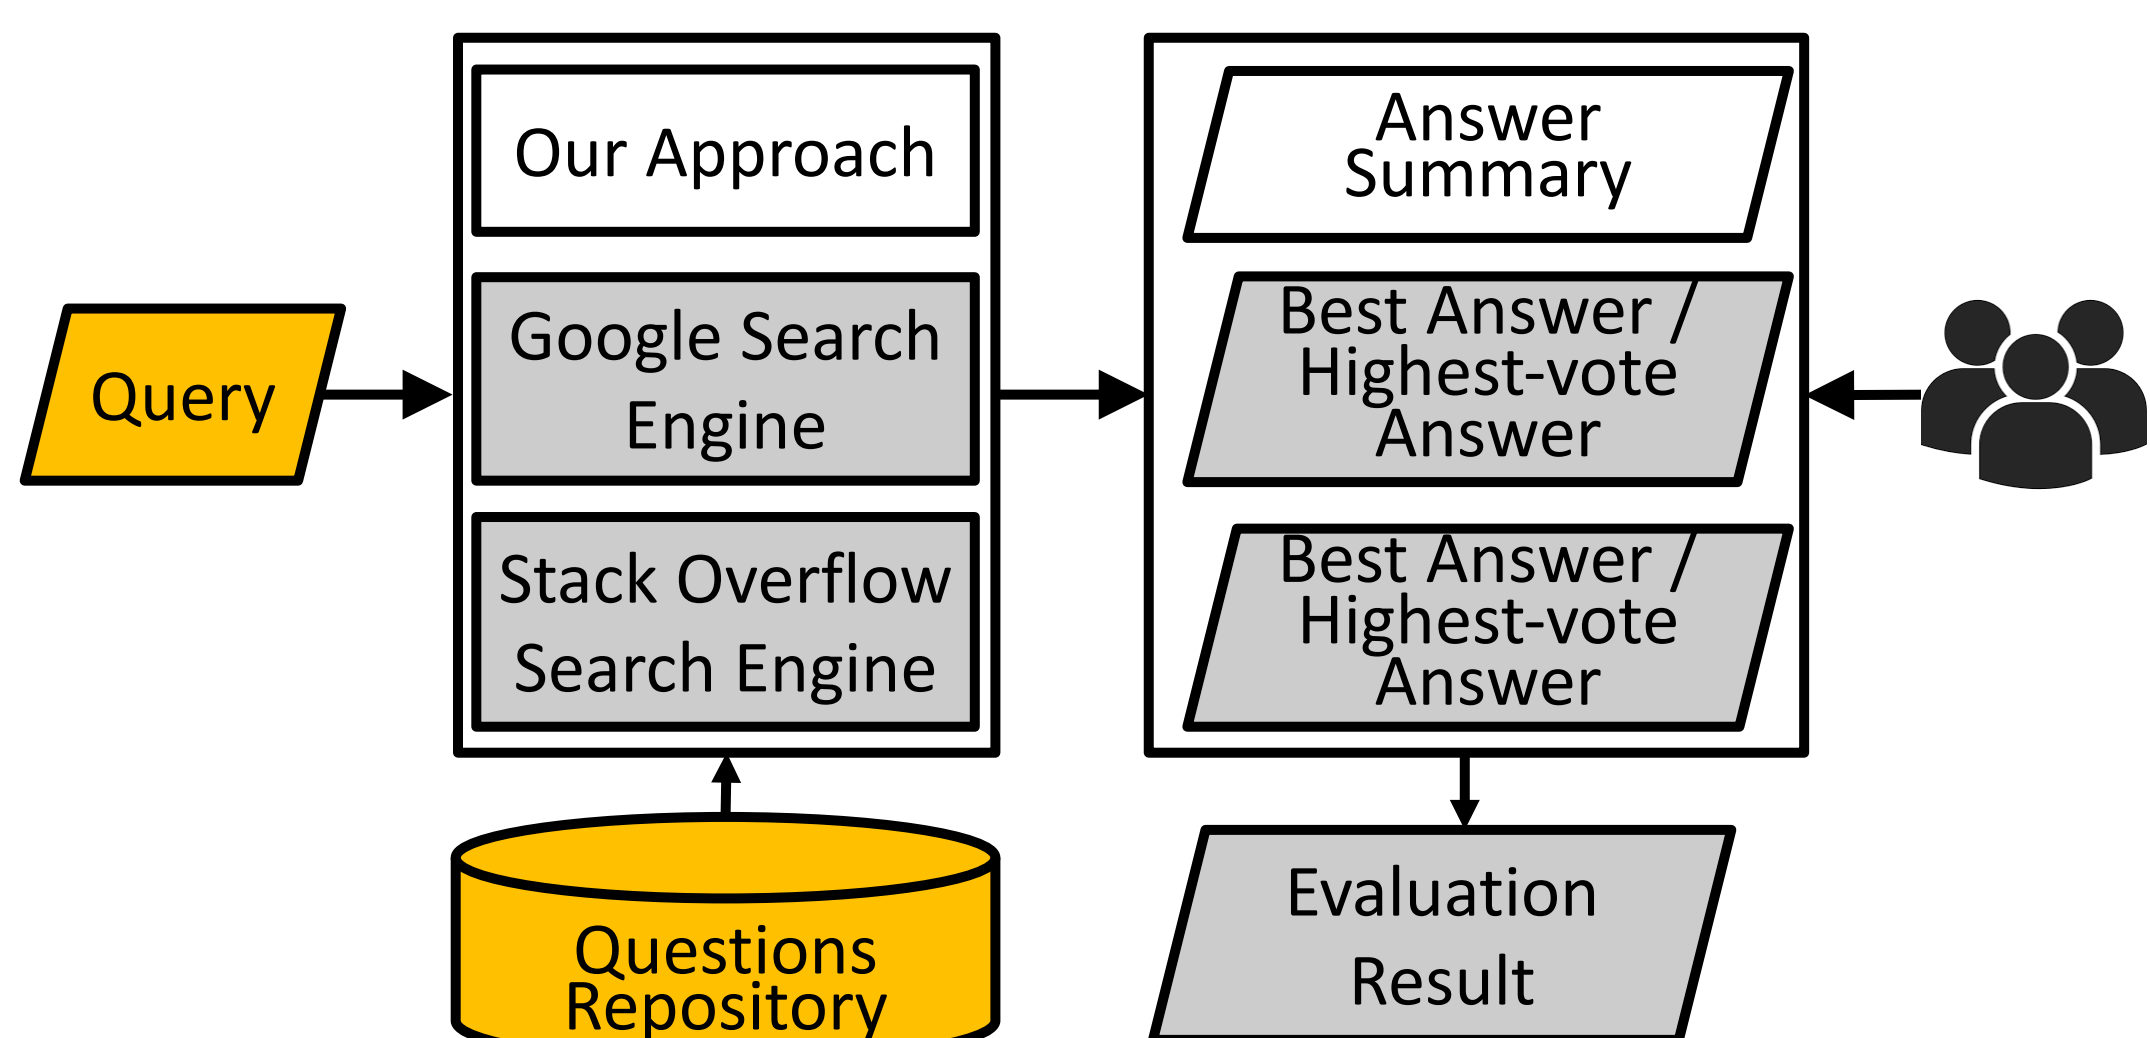 Query
Our Approach
Google Search
Engine
Stack Overflow
Search Engine
Questions
Repository
Answer
Summary
Best Answer /
Highest-vote
Answer
Best Answer /
Highest-vote
Answer
Evaluation
Result